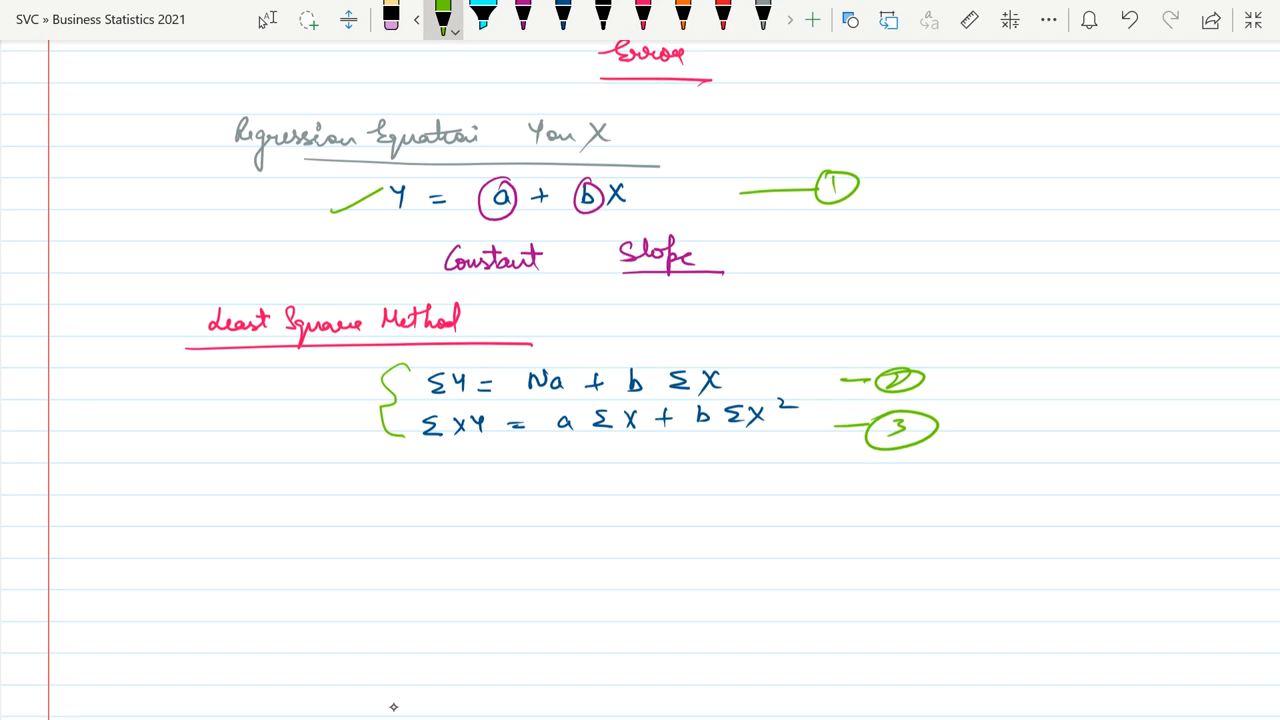 SVC » Business Statistics 2021
Error
Regression Equation Y on X
Y = a + bX ①
Constant Slope
Least Square Method
ΣY = Na + b ΣX - ②
ΣXY = a ΣX + b ΣX² - ③